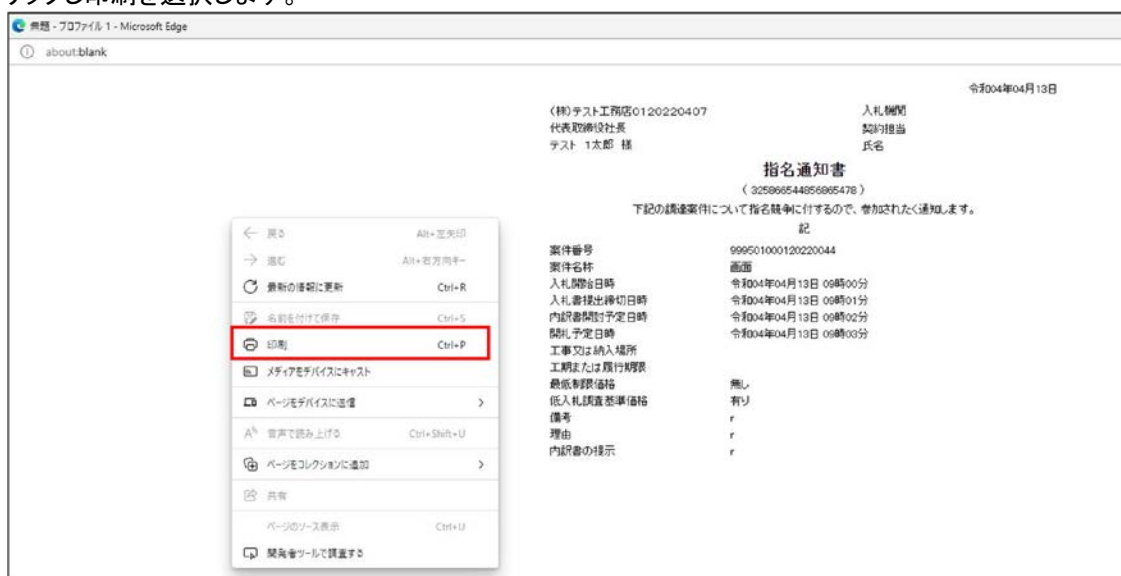 リックし印刷を選択します。
無題 - プロファイル 1 - Microsoft Edge
about:blank
令和04年04月13日
(株)テスト工務店0120220407 入札機関
代表取締役社長 契約担当
テスト 1太郎 様 氏名
指名通知書
( 325866544856865478 )
下記の調達案件について指名競争に付するので、参加されたく通知します。
記
案件番号 999501000120220044
案件名称 画面
入札開始日時 令和04年04月13日 09時00分
入札書提出締切日時 令和04年04月13日 09時01分
内訳書開封予定日時 令和04年04月13日 09時02分
開札予定日時 令和04年04月13日 09時03分
工事又は納入場所
工期または履行期限
最低制限価格 無し
低入札調査基準価格 有り
備考 r
理由 r
内訳書の提示 r
戻る Alt+左矢印
進む Alt+右方向キー
最新の情報に更新 Ctrl+R
名前を付けて保存 Ctrl+S
印刷 Ctrl+P
メディアをデバイスにキャスト
ページをデバイスに送信
音声で読み上げる Ctrl+Shift+U
ページをコレクションに追加
共有
ページのソース表示 Ctrl+U
開発者ツールで調査する